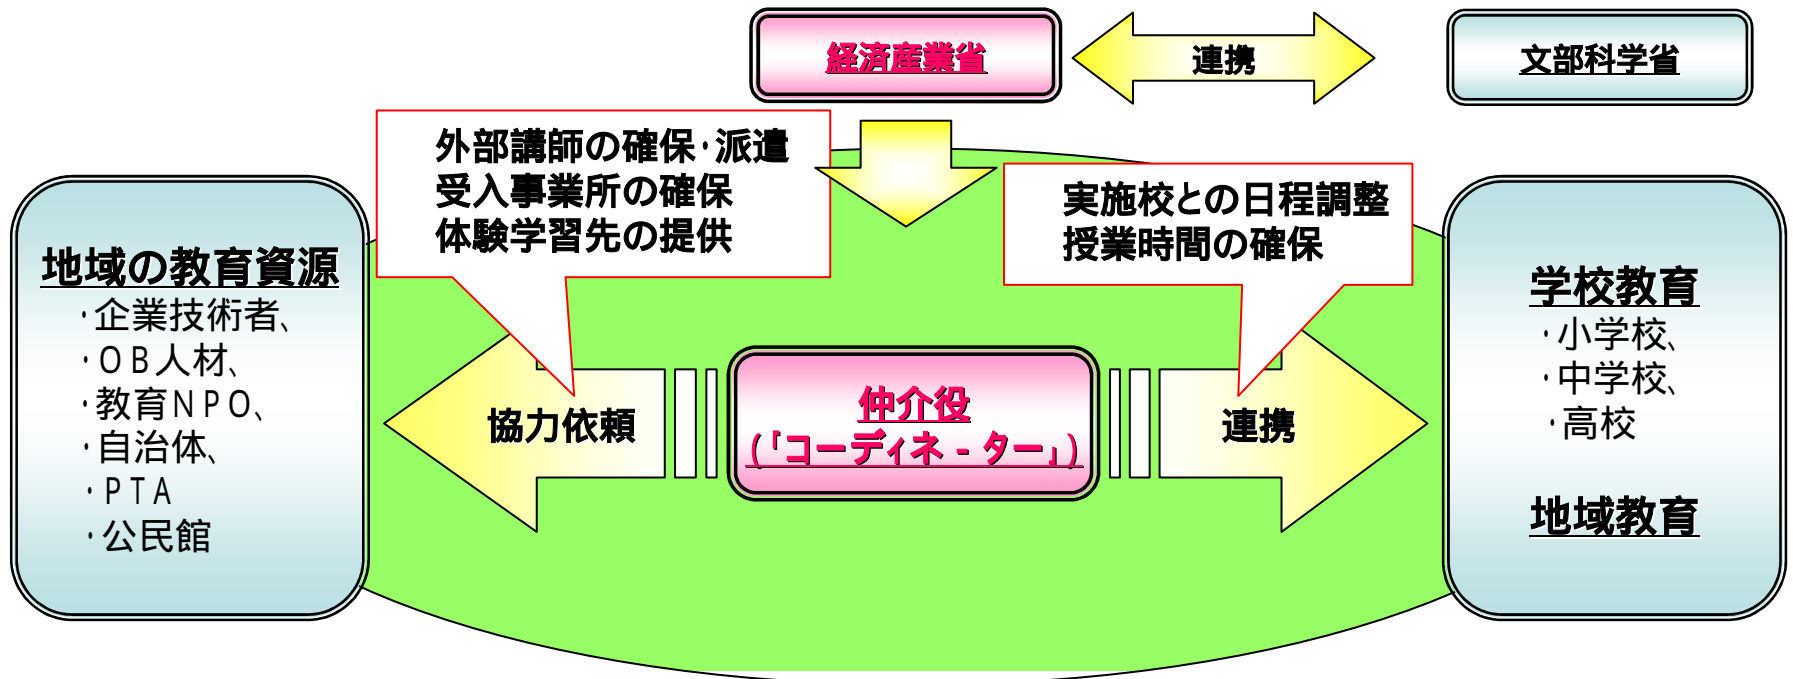 経済産業省
連携
文部科学省
外部講師の確保・派遣
受入事業所の確保
体験学習先の提供
実施校との日程調整
授業時間の確保
地域の教育資源
・企業技術者、
・OB人材、
・教育NPO、
・自治体、
・PTA
・公民館
協力依頼
仲介役
(「コーディネ-ター」)
連携
学校教育
・小学校、
・中学校、
・高校
地域教育